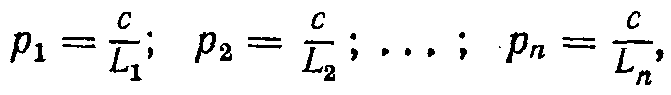 p₁ = c/L₁; p₂ = c/L₂; ...; pₙ = c/Lₙ,